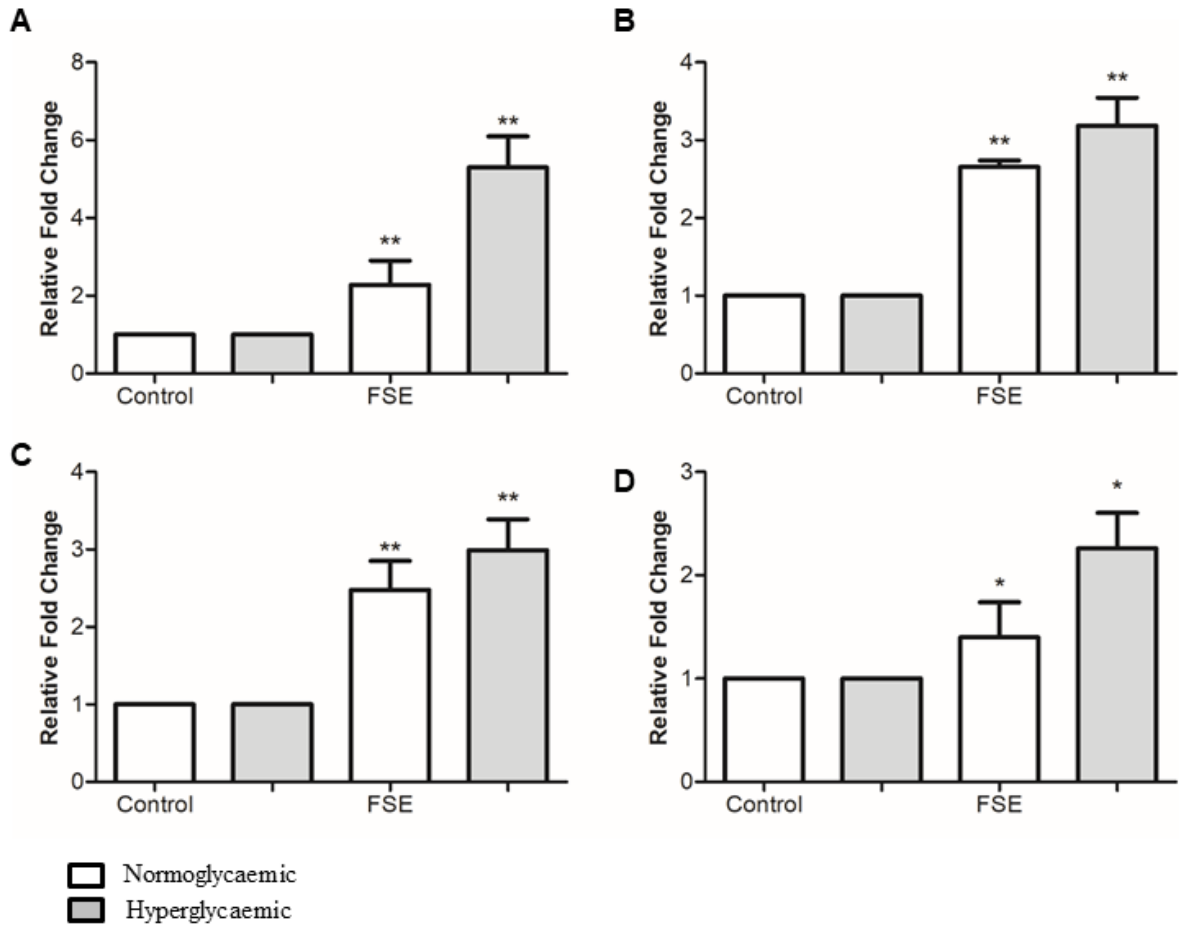 A
Relative Fold Change
8
6
4
2
0
**
**
Control
FSE
B
Relative Fold Change
4
3
2
1
0
**
**
Control
FSE
C
Relative Fold Change
4
3
2
1
0
**
**
Control
FSE
D
Relative Fold Change
3
2
1
0
*
*
Control
FSE
Normoglycaemic
Hyperglycaemic